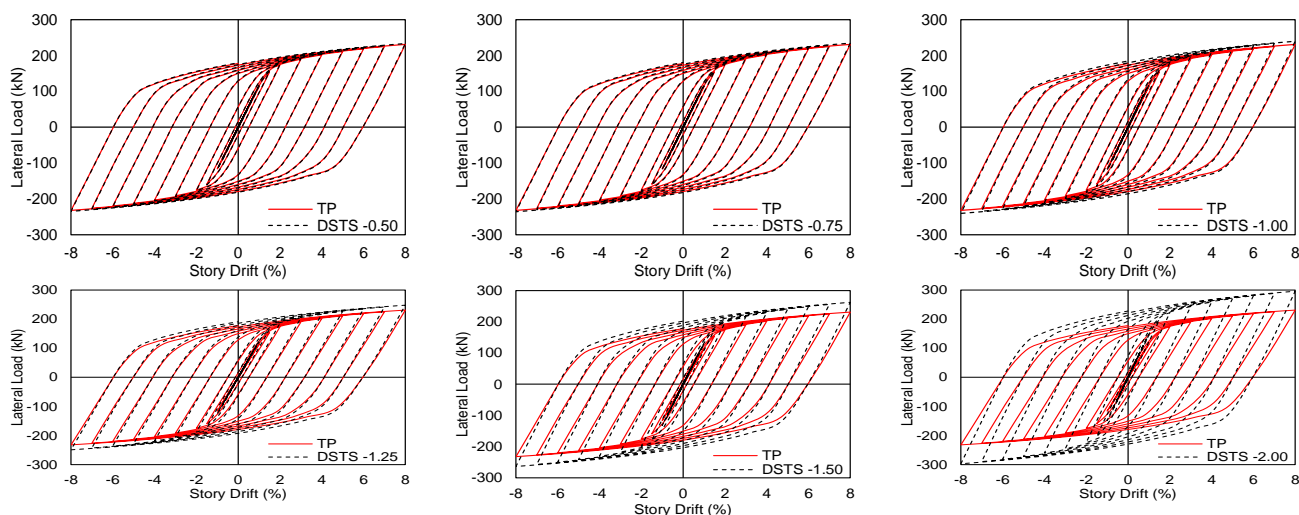 300
200
100
0
-100
-200
-300
Lateral Load (kN)
TP
DSTS -0.50
-8 -6 -4 -2 0 2 4 6 8
Story Drift (%)
300
200
100
0
-100
-200
-300
Lateral Load (kN)
TP
DSTS -0.75
-8 -6 -4 -2 0 2 4 6 8
Story Drift (%)
300
200
100
0
-100
-200
-300
Lateral Load (kN)
TP
DSTS -1.00
-8 -6 -4 -2 0 2 4 6 8
Story Drift (%)
300
200
100
0
-100
-200
-300
Lateral Load (kN)
TP
DSTS -1.25
-8 -6 -4 -2 0 2 4 6 8
Story Drift (%)
300
200
100
0
-100
-200
-300
Lateral Load (kN)
TP
DSTS -1.50
-8 -6 -4 -2 0 2 4 6 8
Story Drift (%)
300
200
100
0
-100
-200
-300
Lateral Load (kN)
TP
DSTS -2.00
-8 -6 -4 -2 0 2 4 6 8
Story Drift (%)